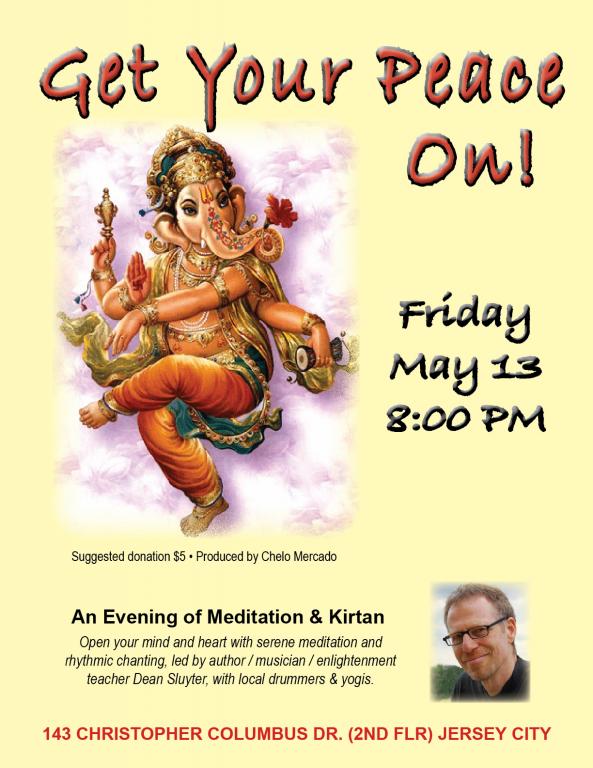 Get Your Peace
On!
Friday
May 13
8:00 PM
Suggested donation $5 • Produced by Chelo Mercado
An Evening of Meditation & Kirtan
Open your mind and heart with serene meditation and
rhythmic chanting, led by author / musician / enlightenment
teacher Dean Sluyter, with local drummers & yogis.
143 CHRISTOPHER COLUMBUS DR. (2ND FLR) JERSEY CITY